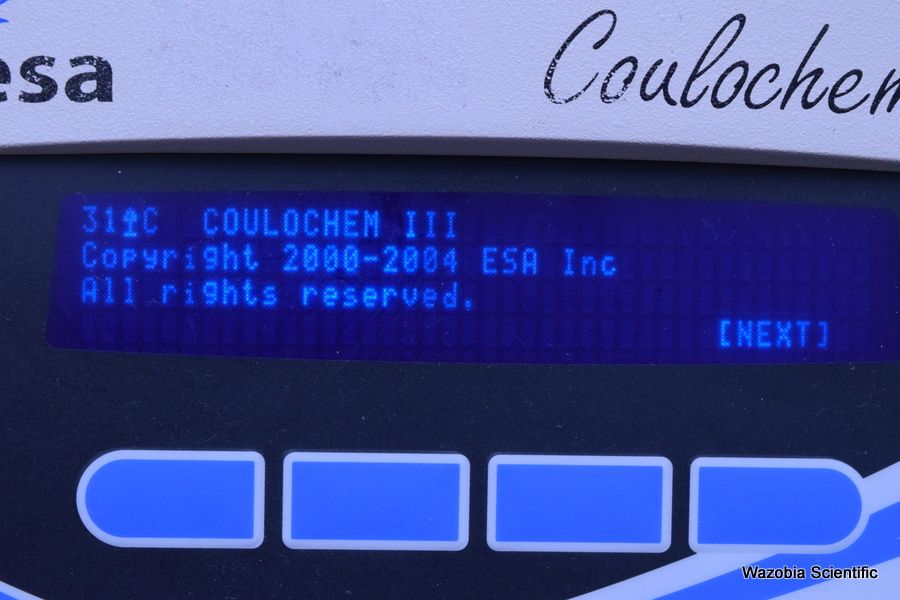 esa
Coulochem
31°C COULOCHEM III
Copyright 2000-2004 ESA Inc
All rights reserved.
[NEXT]
Wazobia Scientific